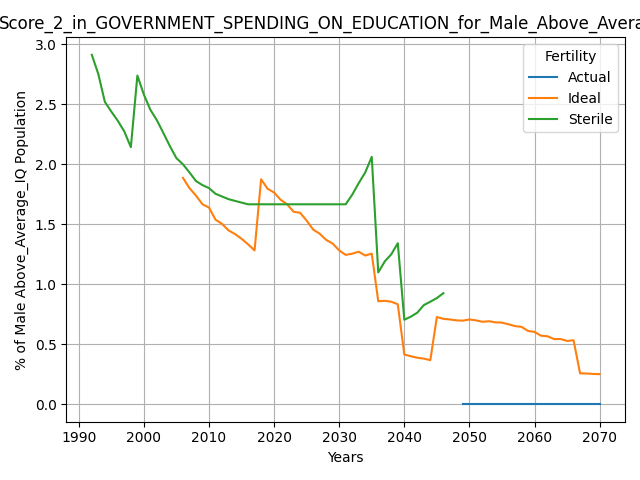 Score_2_in_GOVERNMENT_SPENDING_ON_EDUCATION_for_Male_Above_Avera
Fertility
Actual
Ideal
Sterile
% of Male Above_Average_IQ Population
3.0
2.5
2.0
1.5
1.0
0.5
0.0
1990 2000 2010 2020 2030 2040 2050 2060 2070
Years